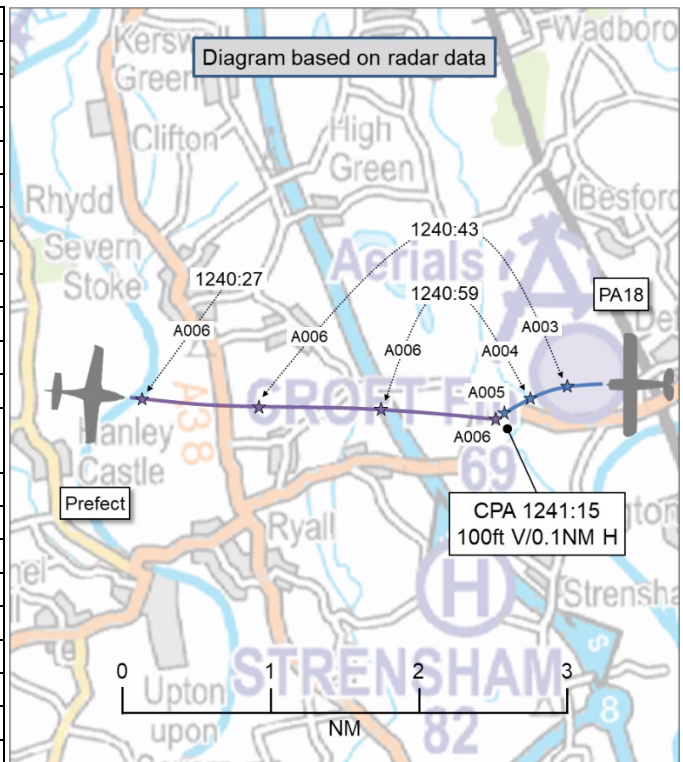 Diagram based on radar data
Kersw
Green
Wadboro
Clifton
High
Green
Rhydd
Besford
Severn
Stoke
1240:43
Aerials
1240:27
1240:59
PA18
A006
A006
A006
A004
A003
A38
CROFT F
A005
A006
69
Hanley
Castle
Prefect
CPA 1241:15
100ft V/0.1NM H
Ryall
H
Strensha
STRENSHAM
82
Upton
upon
0
1
2
3
NM
S
8